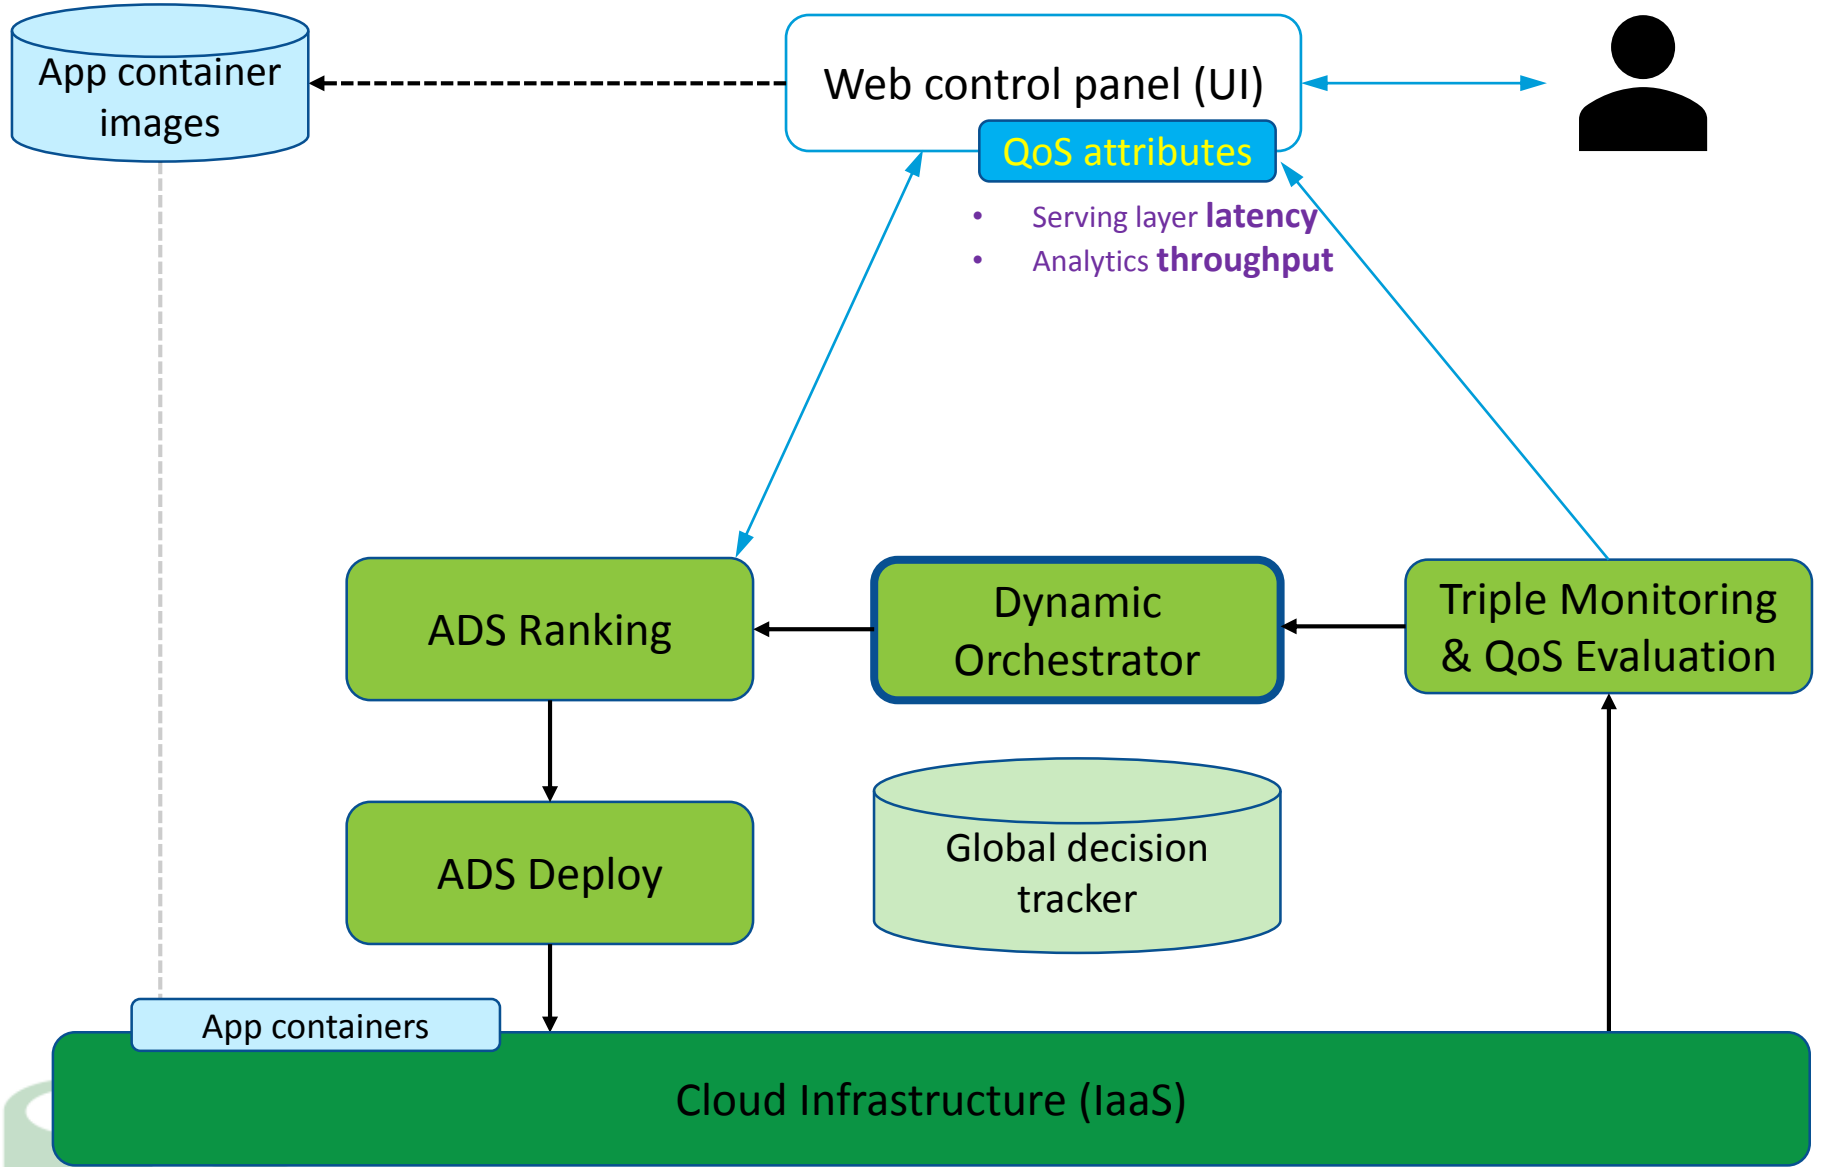 App container
images
Web control panel (UI)
QoS attributes
• Serving layer latency
• Analytics throughput
ADS Ranking
Dynamic
Orchestrator
Triple Monitoring
& QoS Evaluation
ADS Deploy
Global decision
tracker
App containers
Cloud Infrastructure (IaaS)